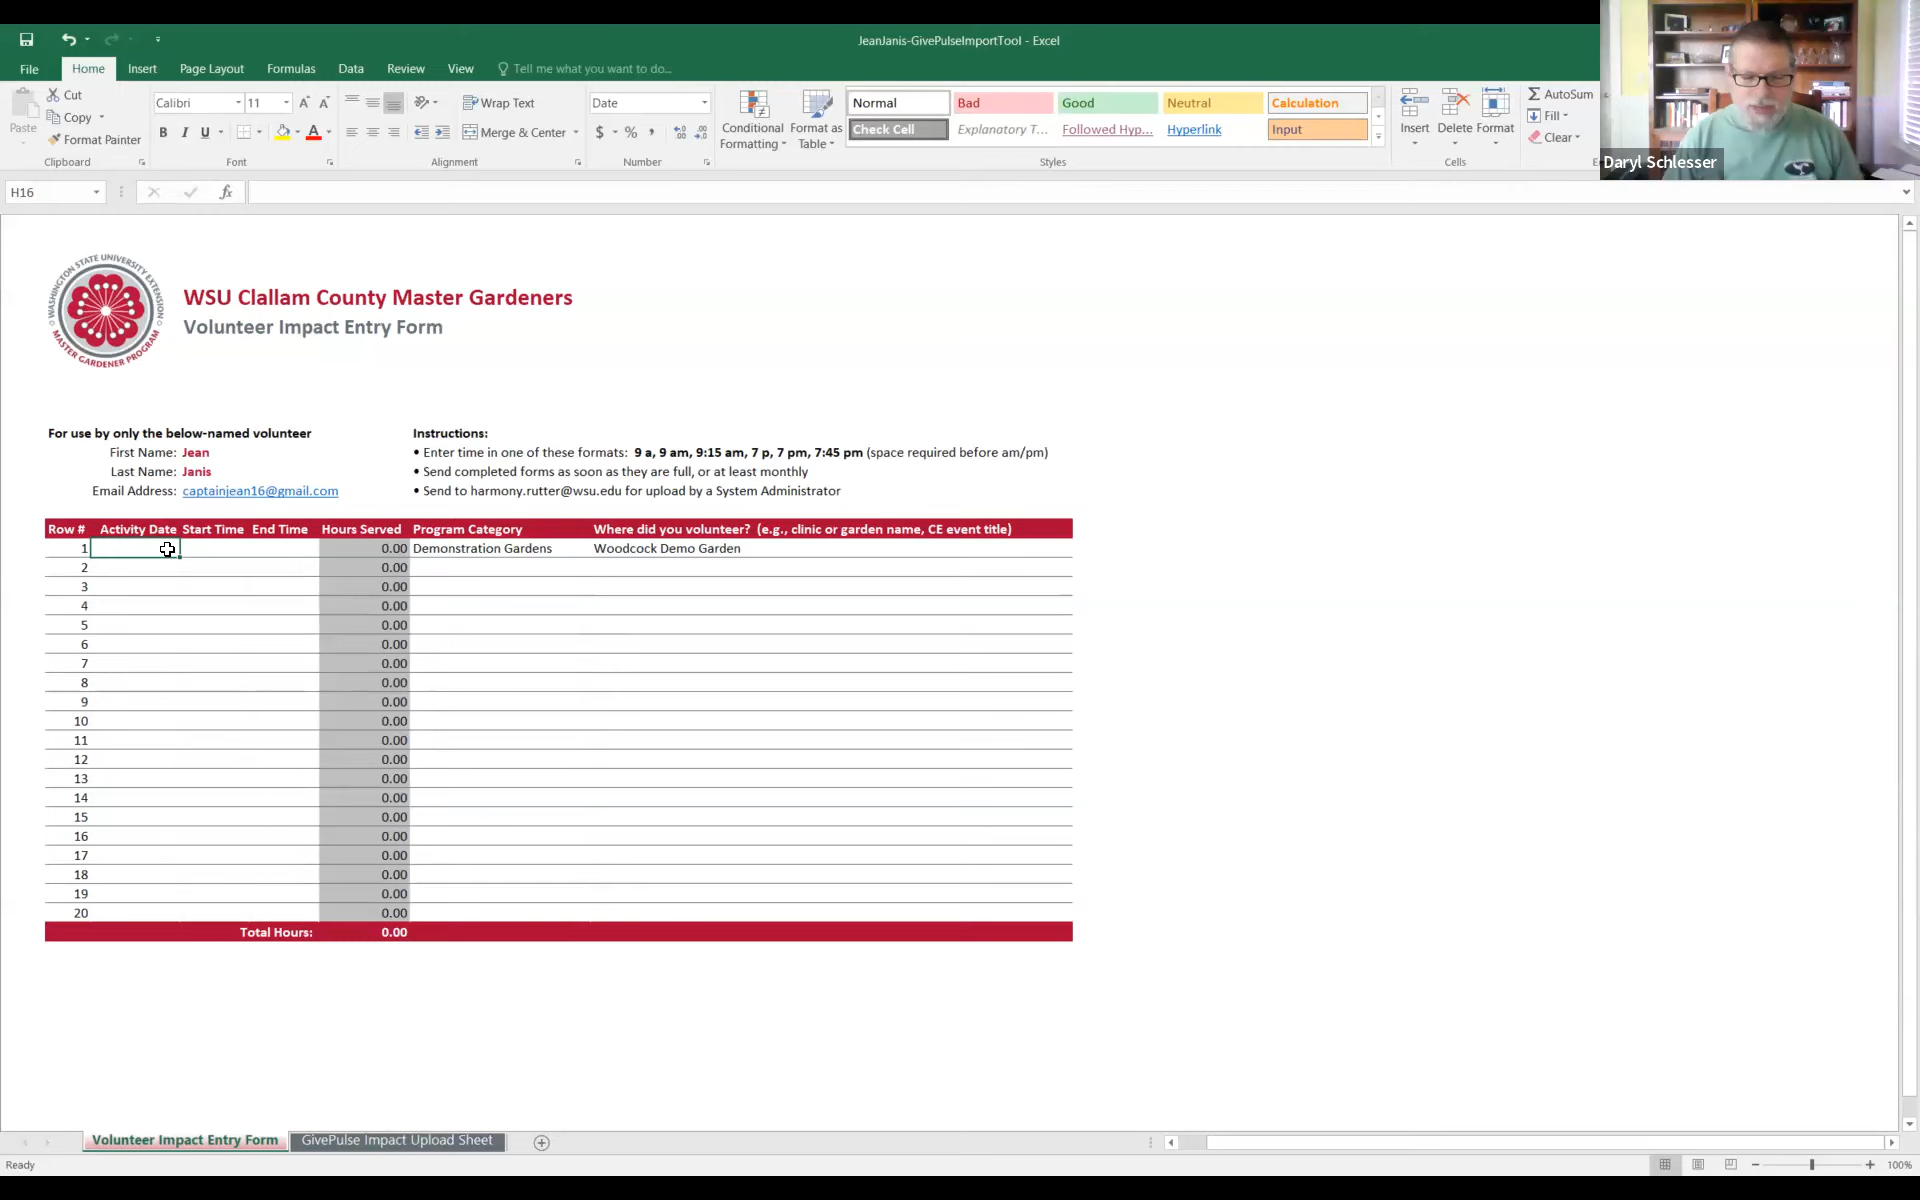 JeanJanis-GivePulseImportTool - Excel
File Home Insert Page Layout Formulas Data Review View Tell me what you want to do...
Cut
Copy
Format Painter
Paste
Clipboard
Calibri 11
B I U
Font
Wrap Text
Merge & Center
Alignment
Date
$ % ,
Number
Conditional Formatting
Format as Table
Normal Bad Good Neutral Calculation
Check Cell Explanatory T... Followed Hyp... Hyperlink Input
Styles
Insert Delete Format
Cells
AutoSum
Fill
Clear
Daryl Schlesser
H16 fx
WASHINGTON STATE UNIVERSITY EXTENSION
MASTER GARDENER PROGRAM
WSU Clallam County Master Gardeners
Volunteer Impact Entry Form
For use by only the below-named volunteer
First Name: Jean
Last Name: Janis
Email Address: captainjean16@gmail.com
Instructions:
• Enter time in one of these formats: 9 a, 9 am, 9:15 am, 7 p, 7 pm, 7:45 pm (space required before am/pm)
• Send completed forms as soon as they are full, or at least monthly
• Send to harmony.rutter@wsu.edu for upload by a System Administrator
Row # Activity Date Start Time End Time Hours Served Program Category Where did you volunteer? (e.g., clinic or garden name, CE event title)
1 0.00 Demonstration Gardens Woodcock Demo Garden
2 0.00
3 0.00
4 0.00
5 0.00
6 0.00
7 0.00
8 0.00
9 0.00
10 0.00
11 0.00
12 0.00
13 0.00
14 0.00
15 0.00
16 0.00
17 0.00
18 0.00
19 0.00
20 0.00
Total Hours: 0.00
Volunteer Impact Entry Form GivePulse Impact Upload Sheet
Ready
100%